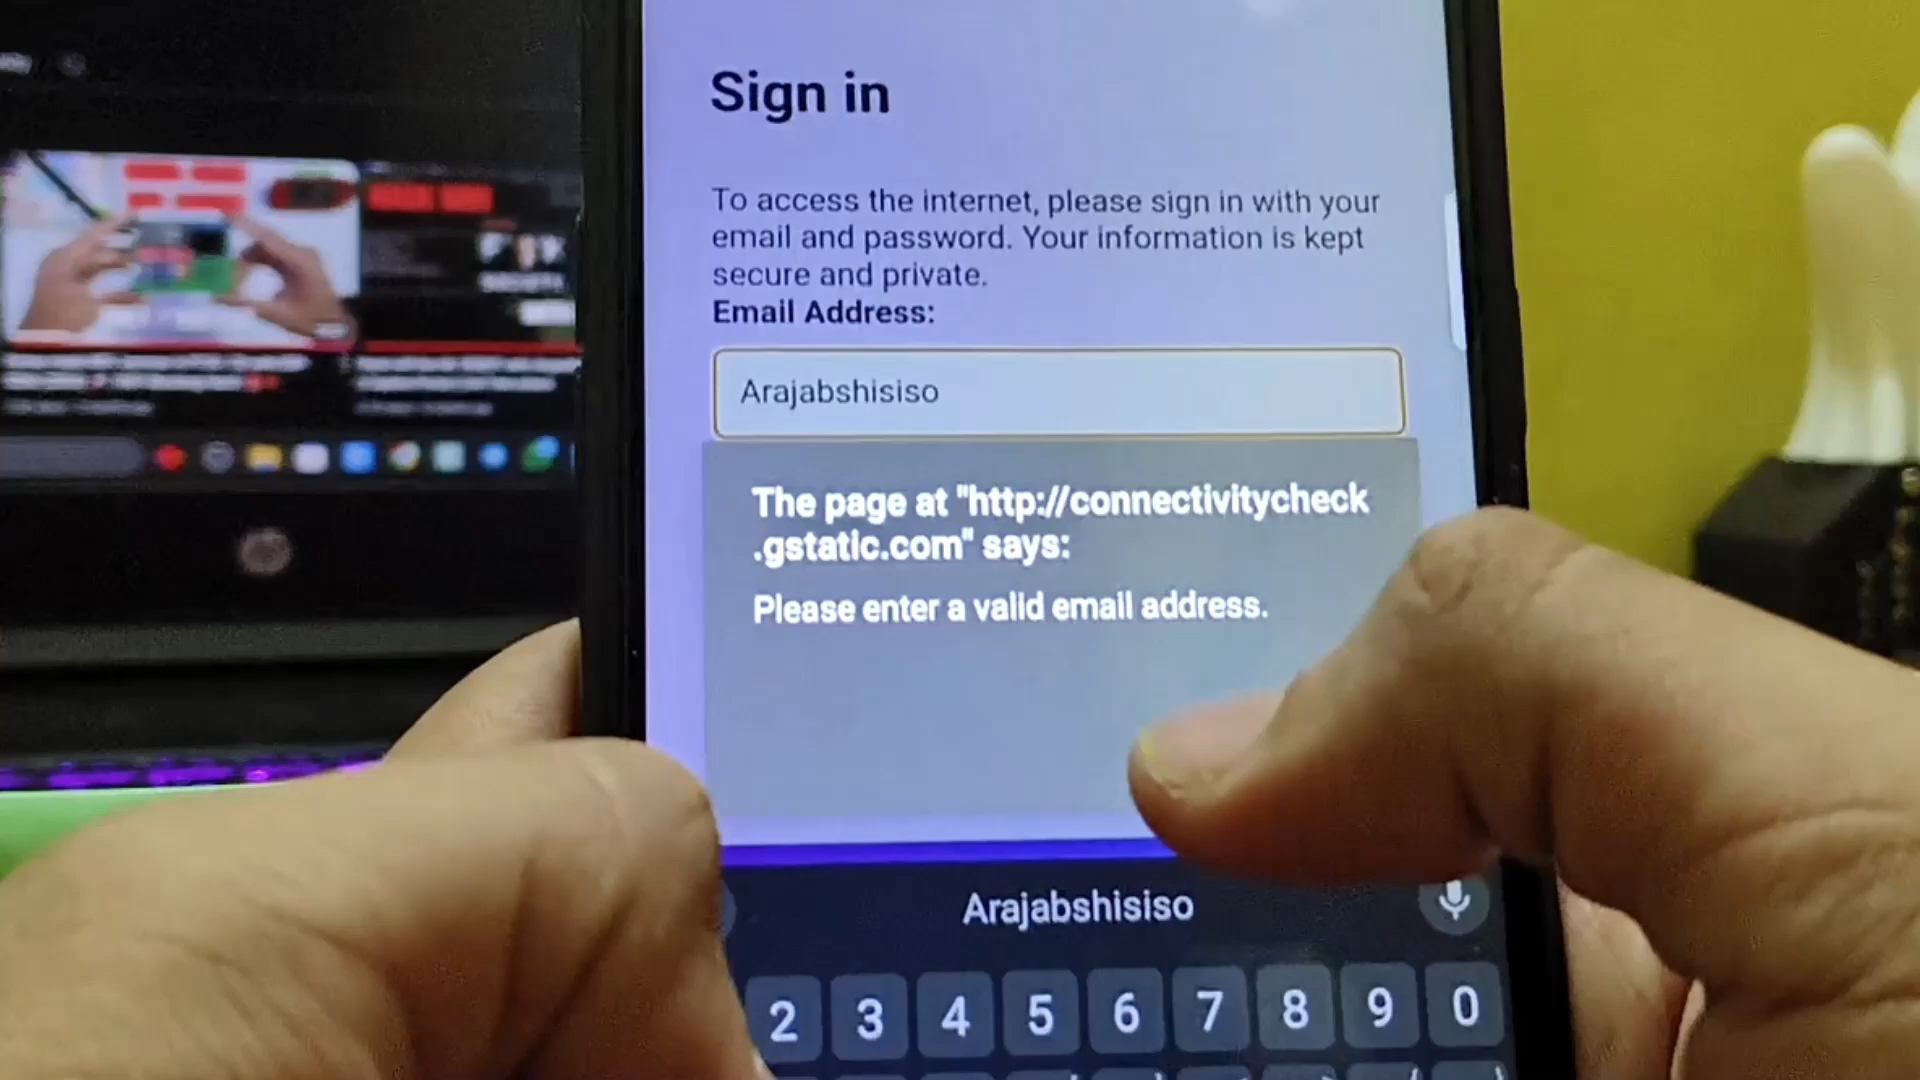 Sign in
To access the internet, please sign in with your
email and password. Your information is kept
secure and private.
Email Address:
Arajabshisiso
The page at "http://connectivitycheck
.gstatic.com" says:
Please enter a valid email address.
Arajabshisiso
2 3 4 5 6 7 8 9 0